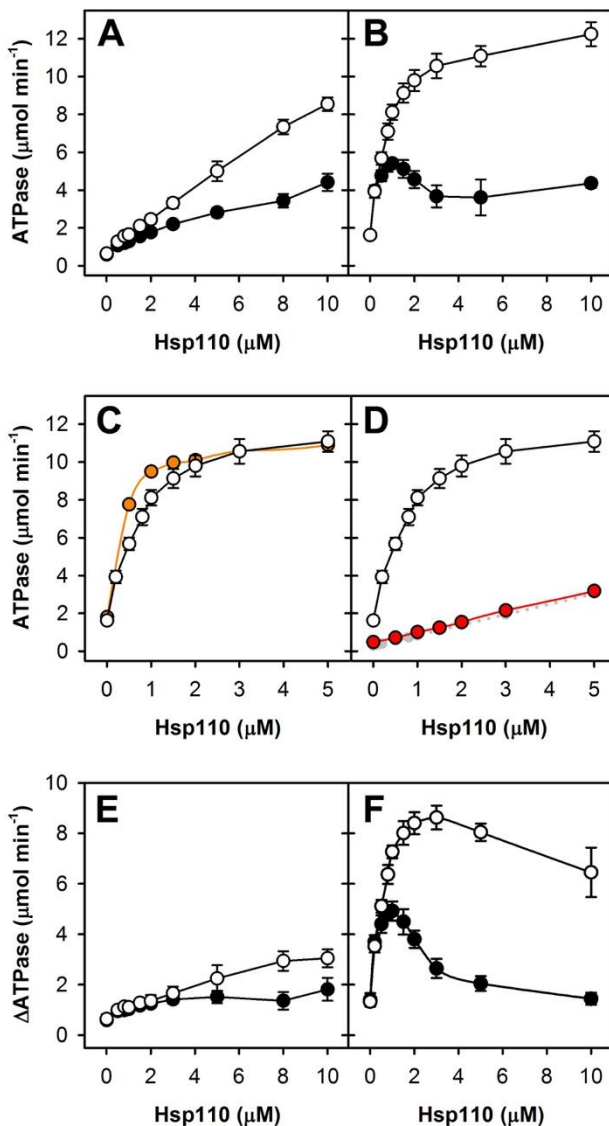 A B
ATPase (µmol min⁻¹)
12
10
8
6
4
2
0
0 2 4 6 8 10 0 2 4 6 8 10
Hsp110 (µM) Hsp110 (µM)
C D
ATPase (µmol min⁻¹)
12
10
8
6
4
2
0
0 1 2 3 4 5 0 1 2 3 4 5
Hsp110 (µM) Hsp110 (µM)
E F
ΔATPase (µmol min⁻¹)
10
8
6
4
2
0
0 2 4 6 8 10 0 2 4 6 8 10
Hsp110 (µM) Hsp110 (µM)